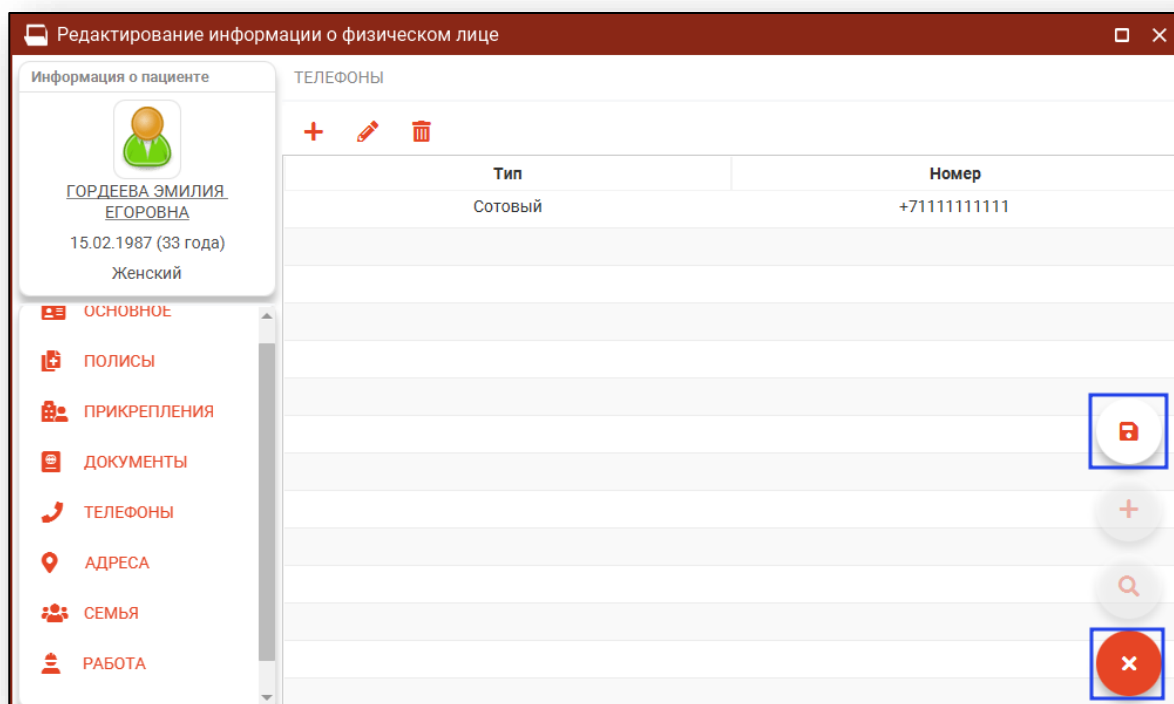 Редактирование информации о физическом лице
Информация о пациенте
ГОРДЕЕВА ЭМИЛИЯ
ЕГОРОВНА
15.02.1987 (33 года)
Женский
ОСНОВНОЕ
ПОЛИСЫ
ПРИКРЕПЛЕНИЯ
ДОКУМЕНТЫ
ТЕЛЕФОНЫ
АДРЕСА
СЕМЬЯ
РАБОТА
ТЕЛЕФОНЫ
Тип Номер
Сотовый +71111111111